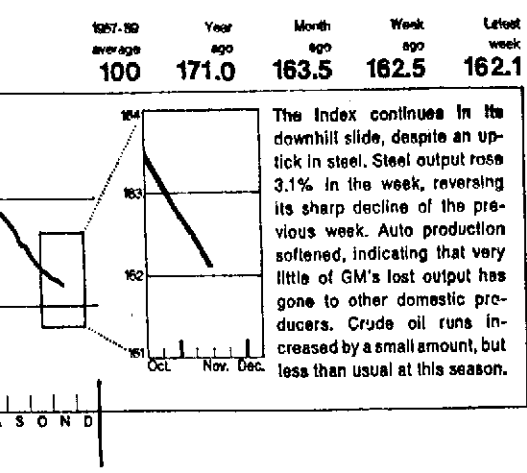 1957-59 Year Month Week Latest
average ago ago ago week
100 171.0 163.5 162.5 162.1
164
163
162
161
Oct. Nov. Dec.
The Index continues in its
downhill slide, despite an up-
tick in steel. Steel output rose
3.1% in the week, reversing
its sharp decline of the pre-
vious week. Auto production
softened, indicating that very
little of GM's lost output has
gone to other domestic pro-
ducers. Crude oil runs in-
creased by a small amount, but
less than usual at this season.
S O N D